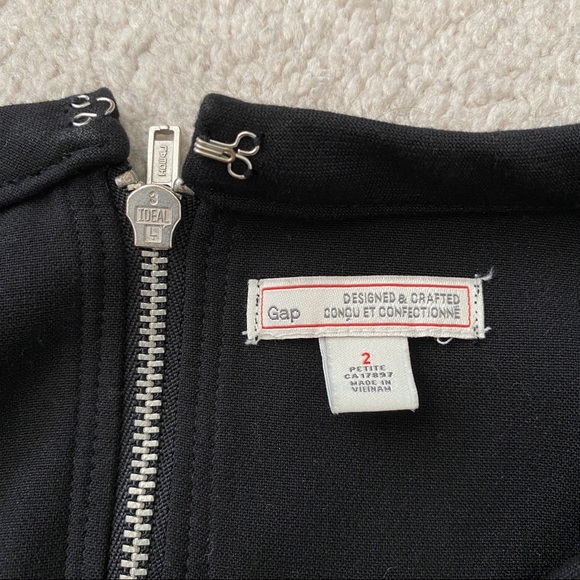 3
IDEAL
Gap
DESIGNED & CRAFTED
CONÇU ET CONFECTIONNÉ
2
PETITE
CA17897
MADE IN
VIETNAM